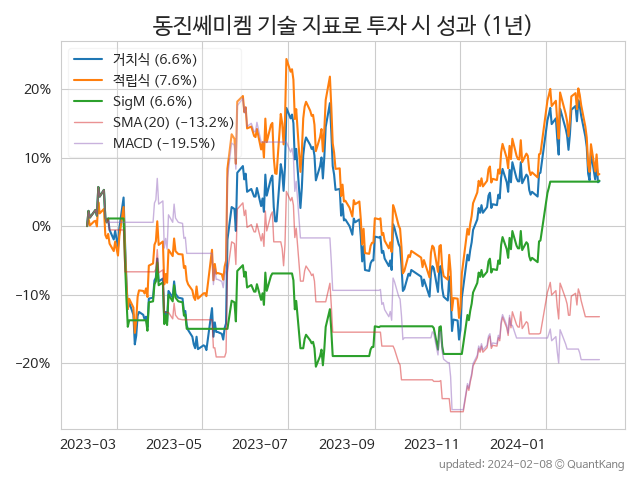 동진쎄미켐 기술 지표로 투자 시 성과 (1년)
거치식 (6.6%)
적립식 (7.6%)
SigM (6.6%)
SMA(20) (−13.2%)
MACD (−19.5%)
20%
10%
0%
−10%
−20%
2023-03 2023-05 2023-07 2023-09 2023-11 2024-01
updated: 2024-02-08 © QuantKang